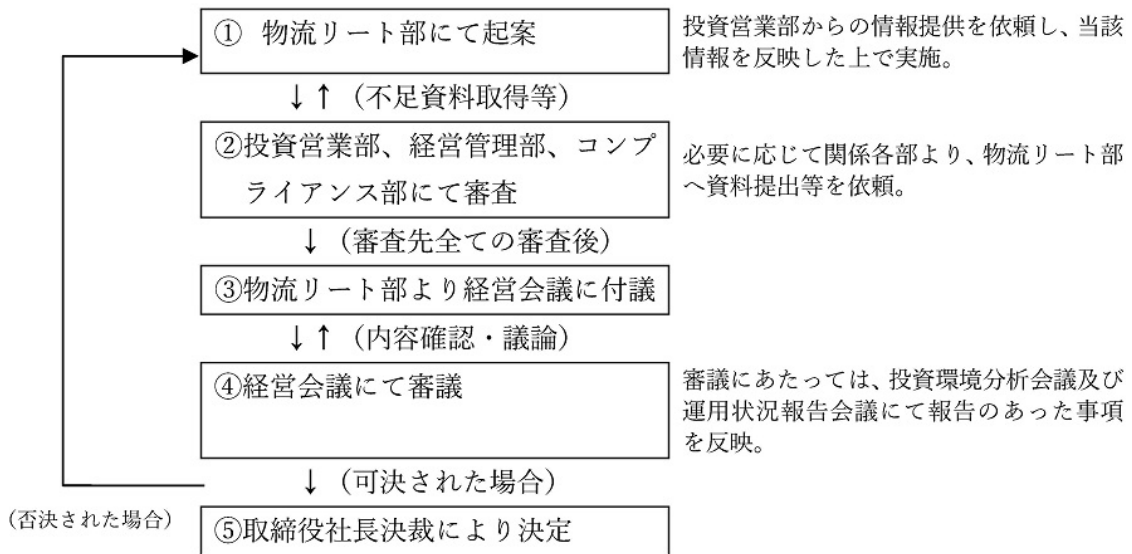 ① 物流リート部にて起案
投資営業部からの情報提供を依頼し、当該
情報を反映した上で実施。
↓↑（不足資料取得等）
②投資営業部、経営管理部、コンプ
ライアンス部にて審査
必要に応じて関係各部より、物流リート部
へ資料提出等を依頼。
↓（審査先全ての審査後）
③物流リート部より経営会議に付議
↓↑（内容確認・議論）
④経営会議にて審議
審議にあたっては、投資環境分析会議及び
運用状況報告会議にて報告のあった事項
を反映。
↓（可決された場合）
（否決された場合）
⑤取締役社長決裁により決定